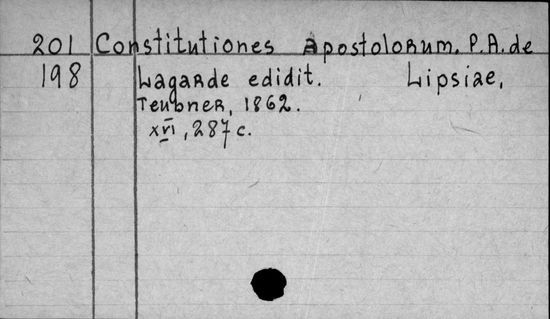 201 Constitutiones Apostolorum. P.A. de
198 Lagarde edidit. Lipsiae,
Teubner, 1862.
XVI, 287 c.